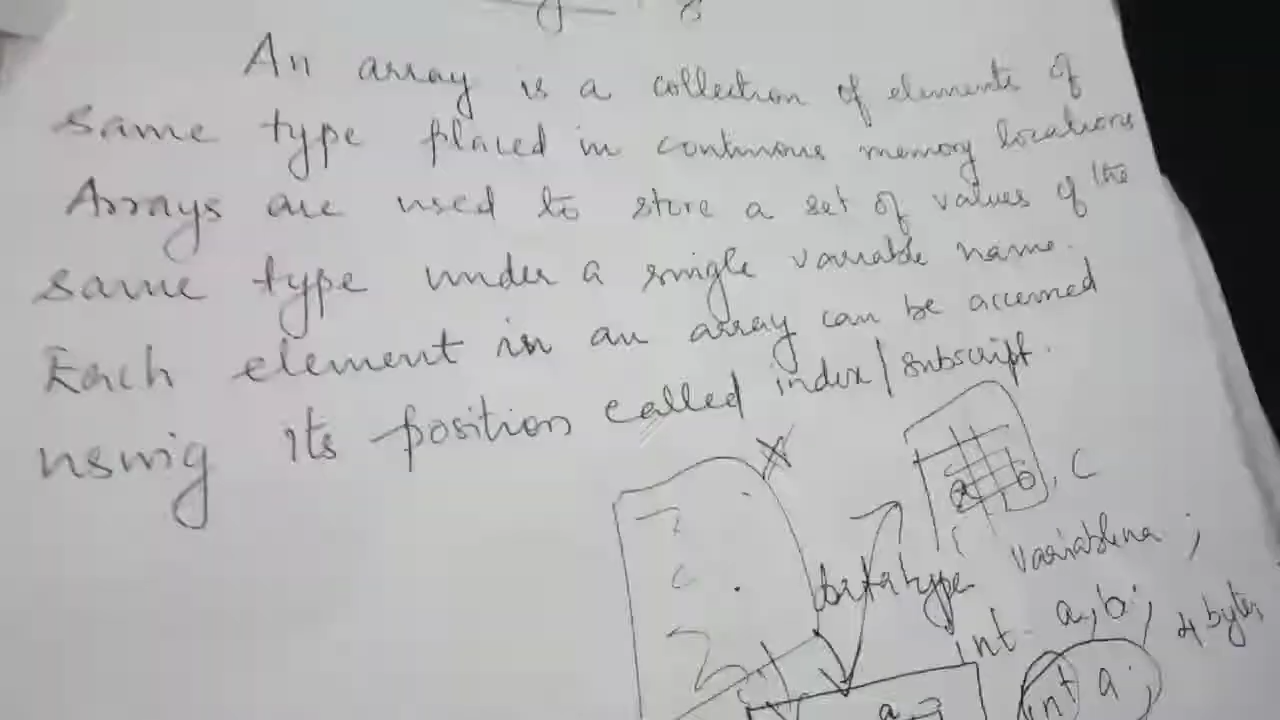 An array is a collection of elements of
same type placed in continuous memory locations
Arrays are used to store a set of values of the
same type under a single variable name.
Each element in an array can be accessed
using its position called index/subscript.
a b, c
datatype variablena ;
int a, b;
4 bytes
int a;
a